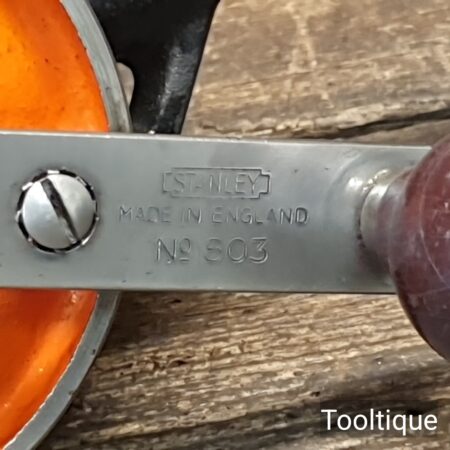 STANLEY
MADE IN ENGLAND
Nº 803
Tooltique